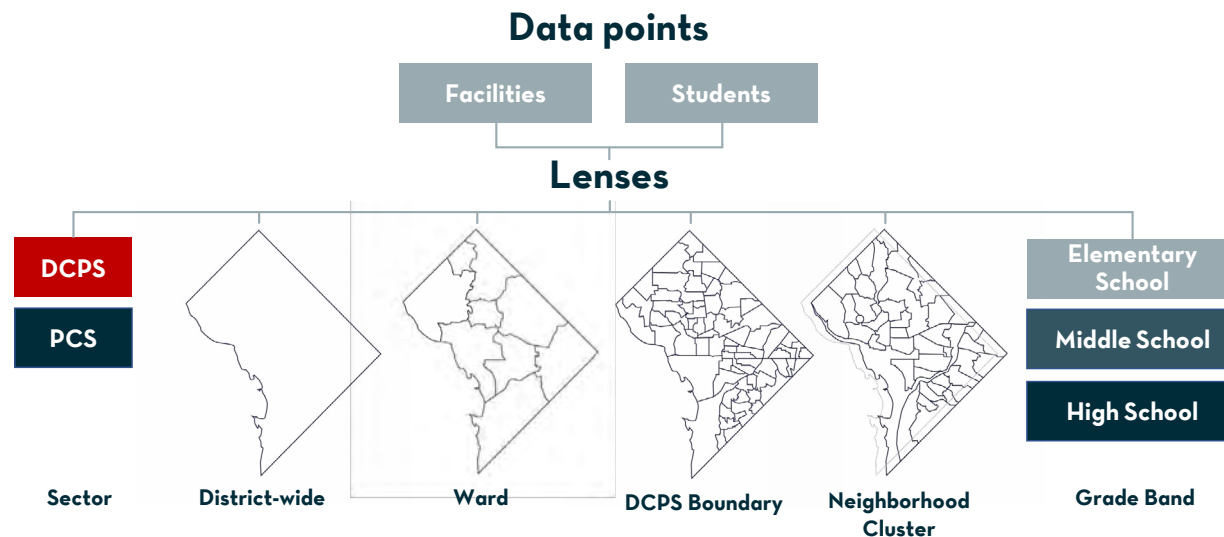 Data points
Facilities
Students
Lenses
DCPS
PCS
Elementary
School
Middle School
High School
Sector
District-wide
Ward
DCPS Boundary
Neighborhood
Cluster
Grade Band